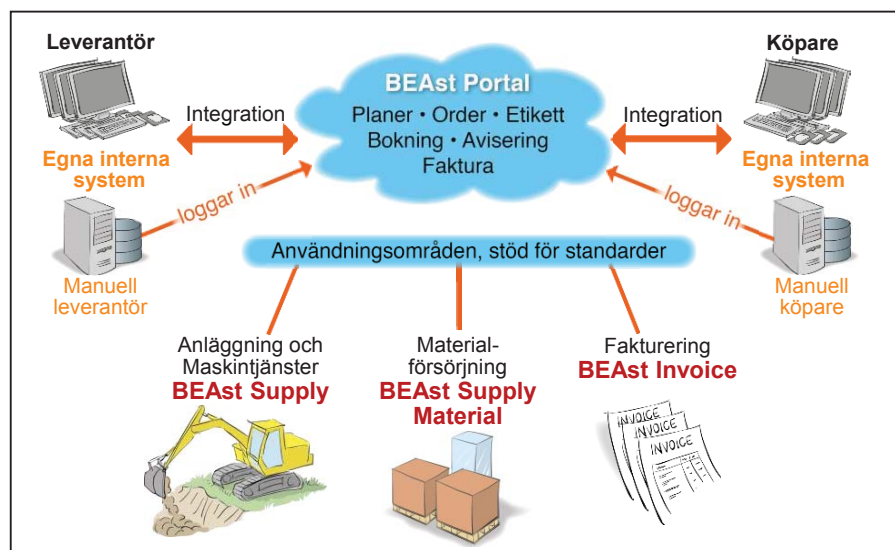 Leverantör
Köpare
BEAst Portal
Planer • Order • Etikett
Bokning • Avisering
Faktura
Integration
Integration
Egna interna
system
Egna interna
system
loggar in
loggar in
Manuell
leverantör
Manuell
köpare
Användningsområden, stöd för standarder
Anläggning och
Maskintjänster
BEAst Supply
Material-
försörjning
BEAst Supply
Material
Fakturering
BEAst Invoice
INVOICE
INVOICE
INVOICE